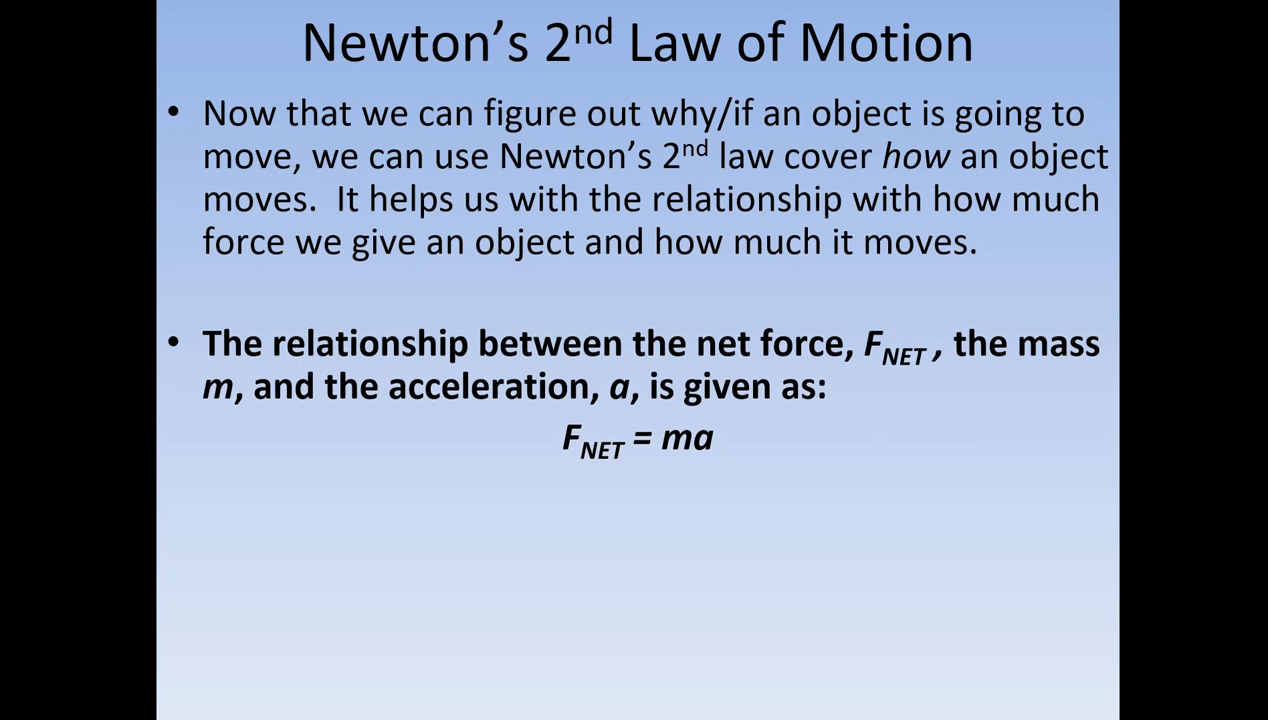 Newton’s 2nd Law of Motion
• Now that we can figure out why/if an object is going to
move, we can use Newton’s 2nd law cover how an object
moves.  It helps us with the relationship with how much
force we give an object and how much it moves.
• The relationship between the net force, FNET , the mass
m, and the acceleration, a, is given as:
FNET = ma